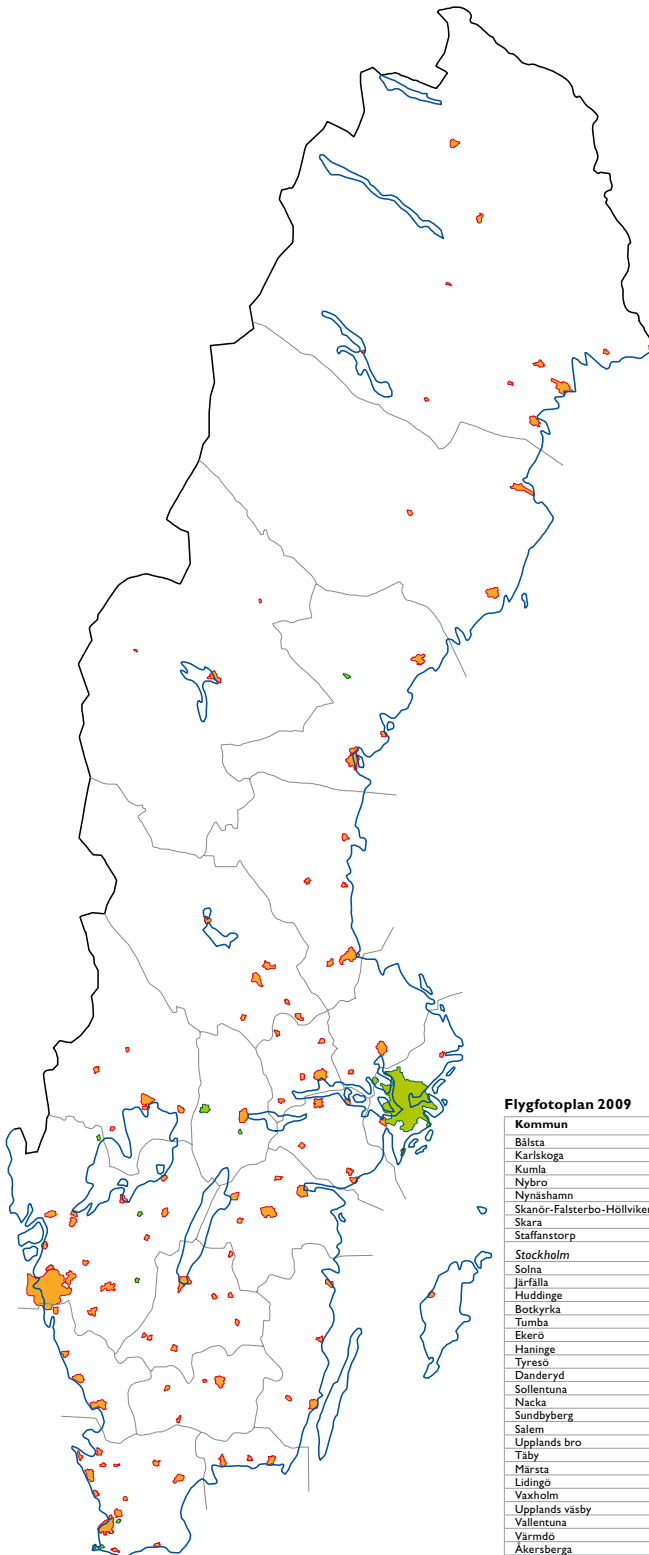 Flygfotoplan 2009
Kommun
Bålsta
Karlskoga
Kumla
Nybro
Nynäshamn
Skanör-Falsterbo-Höllviken
Skara
Staffanstorp
Stockholm
Solna
Järfälla
Huddinge
Botkyrka
Tumba
Ekerö
Haninge
Tyresö
Danderyd
Sollentuna
Nacka
Sundbyberg
Salem
Upplands bro
Täby
Märsta
Lidingö
Vaxholm
Upplands väsby
Vallentuna
Värmdö
Åkersberga